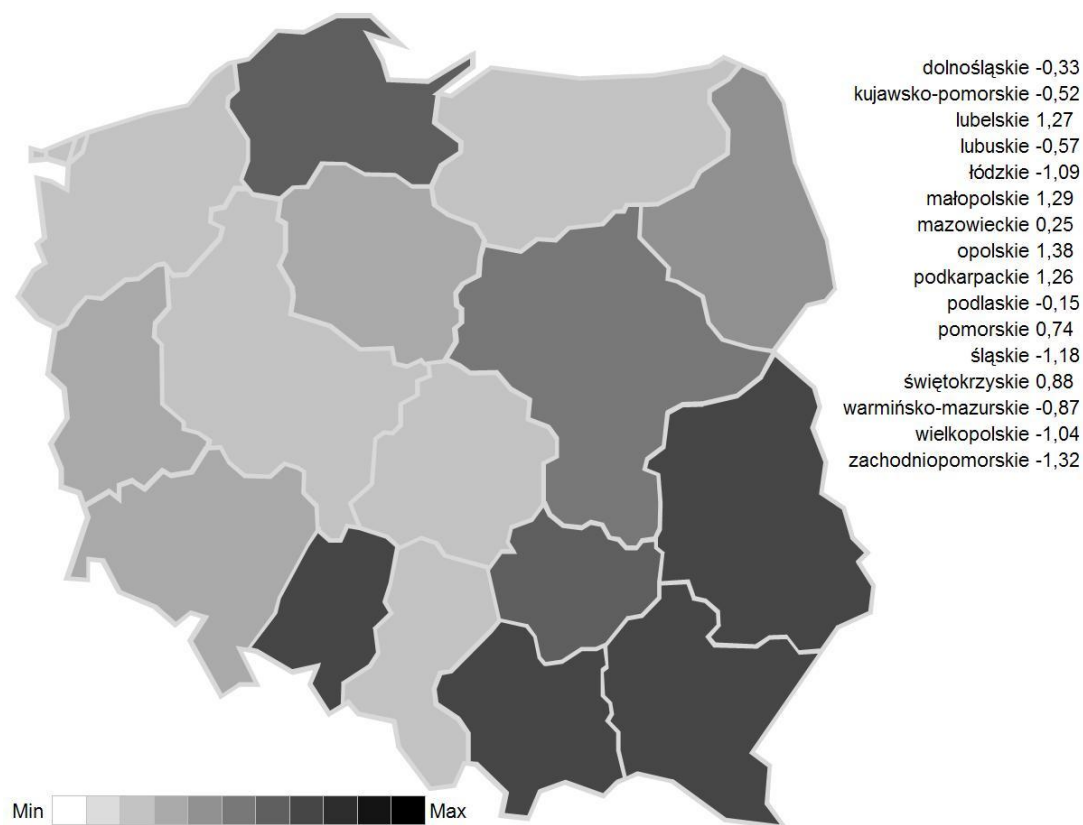 dolnośląskie -0,33
kujawsko-pomorskie -0,52
lubelskie 1,27
lubuskie -0,57
łódzkie -1,09
małopolskie 1,29
mazowieckie 0,25
opolskie 1,38
podkarpackie 1,26
podlaskie -0,15
pomorskie 0,74
śląskie -1,18
świętokrzyskie 0,88
warmińsko-mazurskie -0,87
wielkopolskie -1,04
zachodniopomorskie -1,32
Min Max